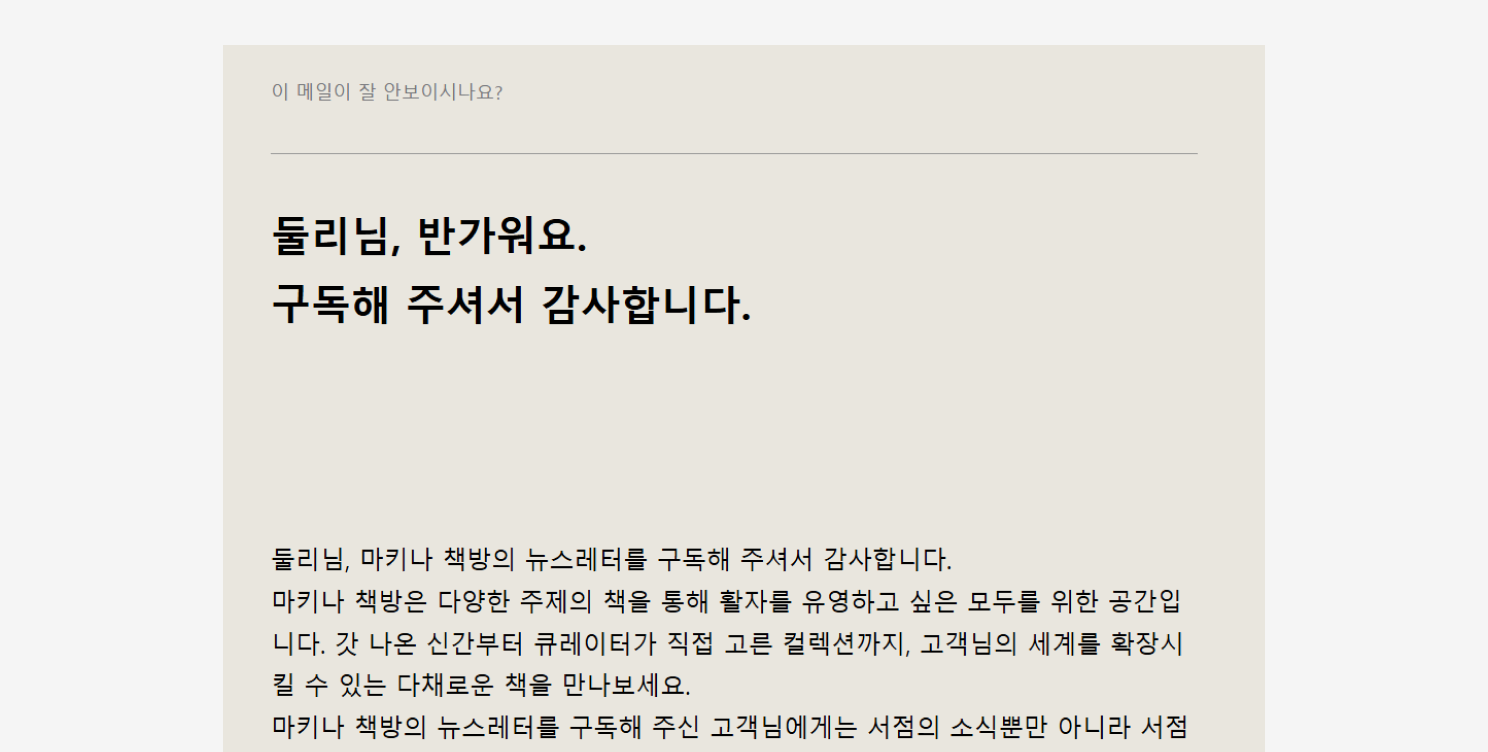 이 메일이 잘 안보이시나요?
둘리님, 반가워요.
구독해 주셔서 감사합니다.
둘리님, 마키나 책방의 뉴스레터를 구독해 주셔서 감사합니다.
마키나 책방은 다양한 주제의 책을 통해 활자를 유영하고 싶은 모두를 위한 공간입
니다. 갓 나온 신간부터 큐레이터가 직접 고른 컬렉션까지, 고객님의 세계를 확장시
킬 수 있는 다채로운 책을 만나보세요.
마키나 책방의 뉴스레터를 구독해 주신 고객님에게는 서점의 소식뿐만 아니라 서점